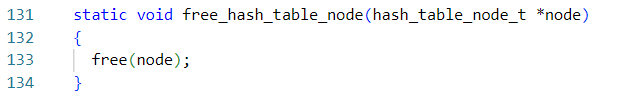 131 static void free_hash_table_node(hash_table_node_t *node)
132 {
133   free(node);
134 }